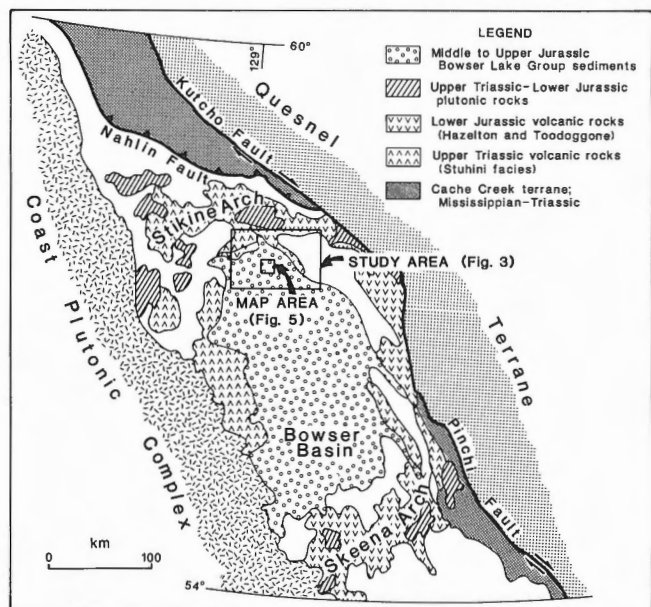 LEGEND
Middle to Upper Jurassic
Bowser Lake Group sediments
Upper Triassic-Lower Jurassic
plutonic rocks
Lower Jurassic volcanic rocks
(Hazelton and Toodoggone)
Upper Triassic volcanic rocks
(Stuhini facies)
Cache Creek terrane;
Mississippian-Triassic
60°
129°
Quesnel
Terrane
Kutcho Fault
Nahlin Fault
Stikine Arch
STUDY AREA (Fig. 3)
MAP AREA
(Fig. 5)
Coast Plutonic Complex
Bowser
Basin
Pinchi Fault
Skeena Arch
km
0 100
54°